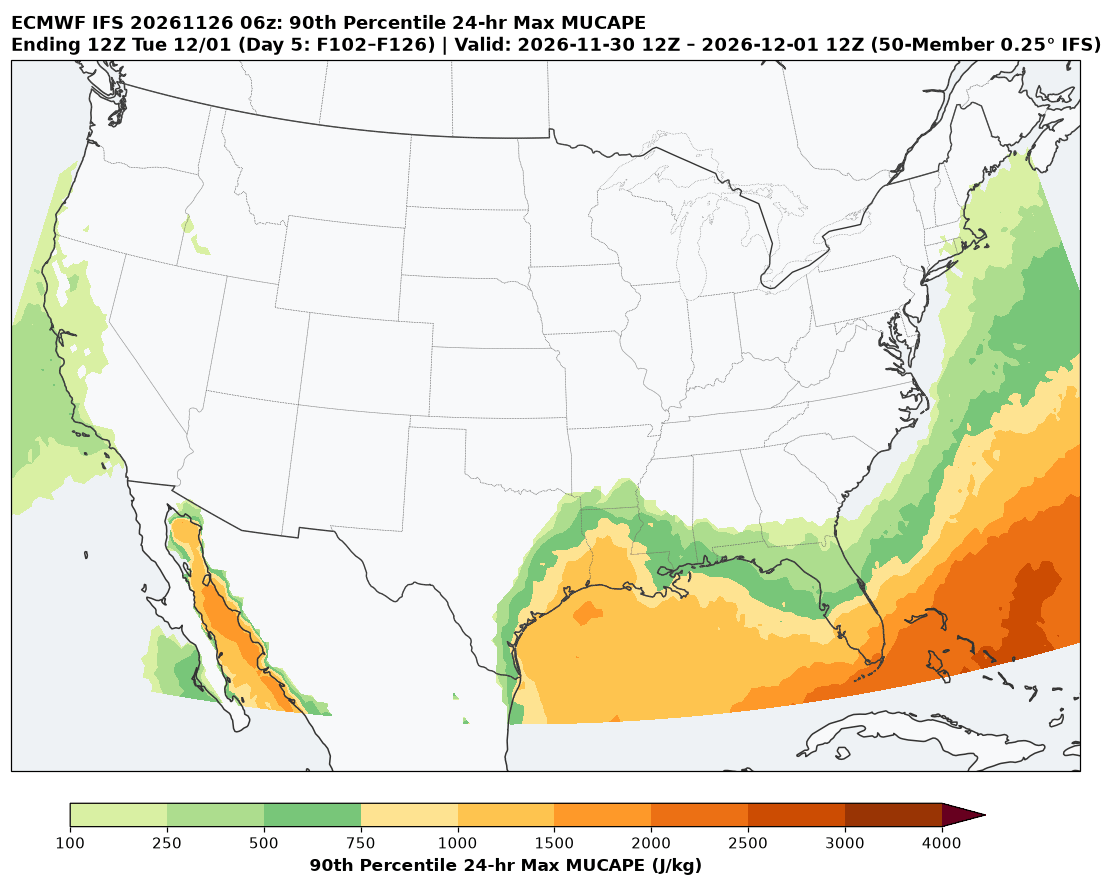 ECMWF IFS 20261126 06z: 90th Percentile 24-hr Max MUCAPE
Ending 12Z Tue 12/01 (Day 5: F102–F126) | Valid: 2026-11-30 12Z – 2026-12-01 12Z (50-Member 0.25° IFS)
100 250 500 750 1000 1500 2000 2500 3000 4000
90th Percentile 24-hr Max MUCAPE (J/kg)